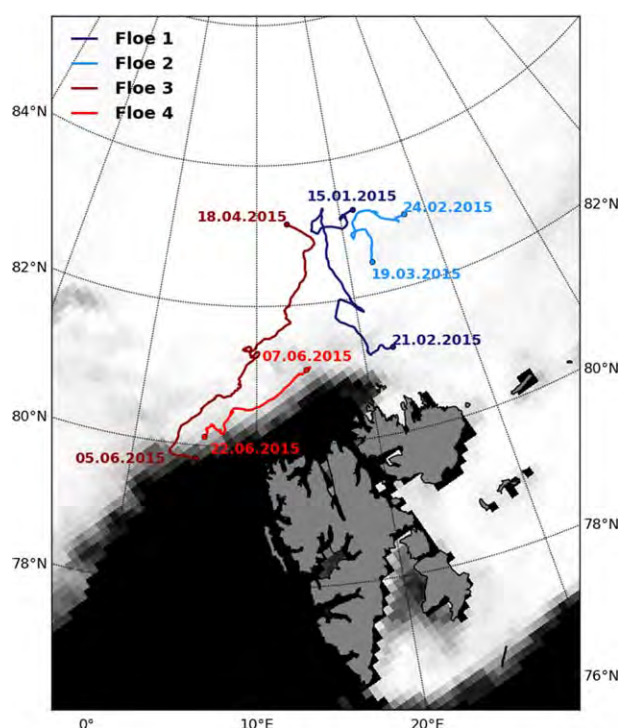 Floe 1
Floe 2
Floe 3
Floe 4
84°N
82°N
80°N
78°N
82°N
80°N
78°N
76°N
0°
10°E
20°E
15.01.2015
24.02.2015
18.04.2015
19.03.2015
21.02.2015
07.06.2015
22.06.2015
05.06.2015